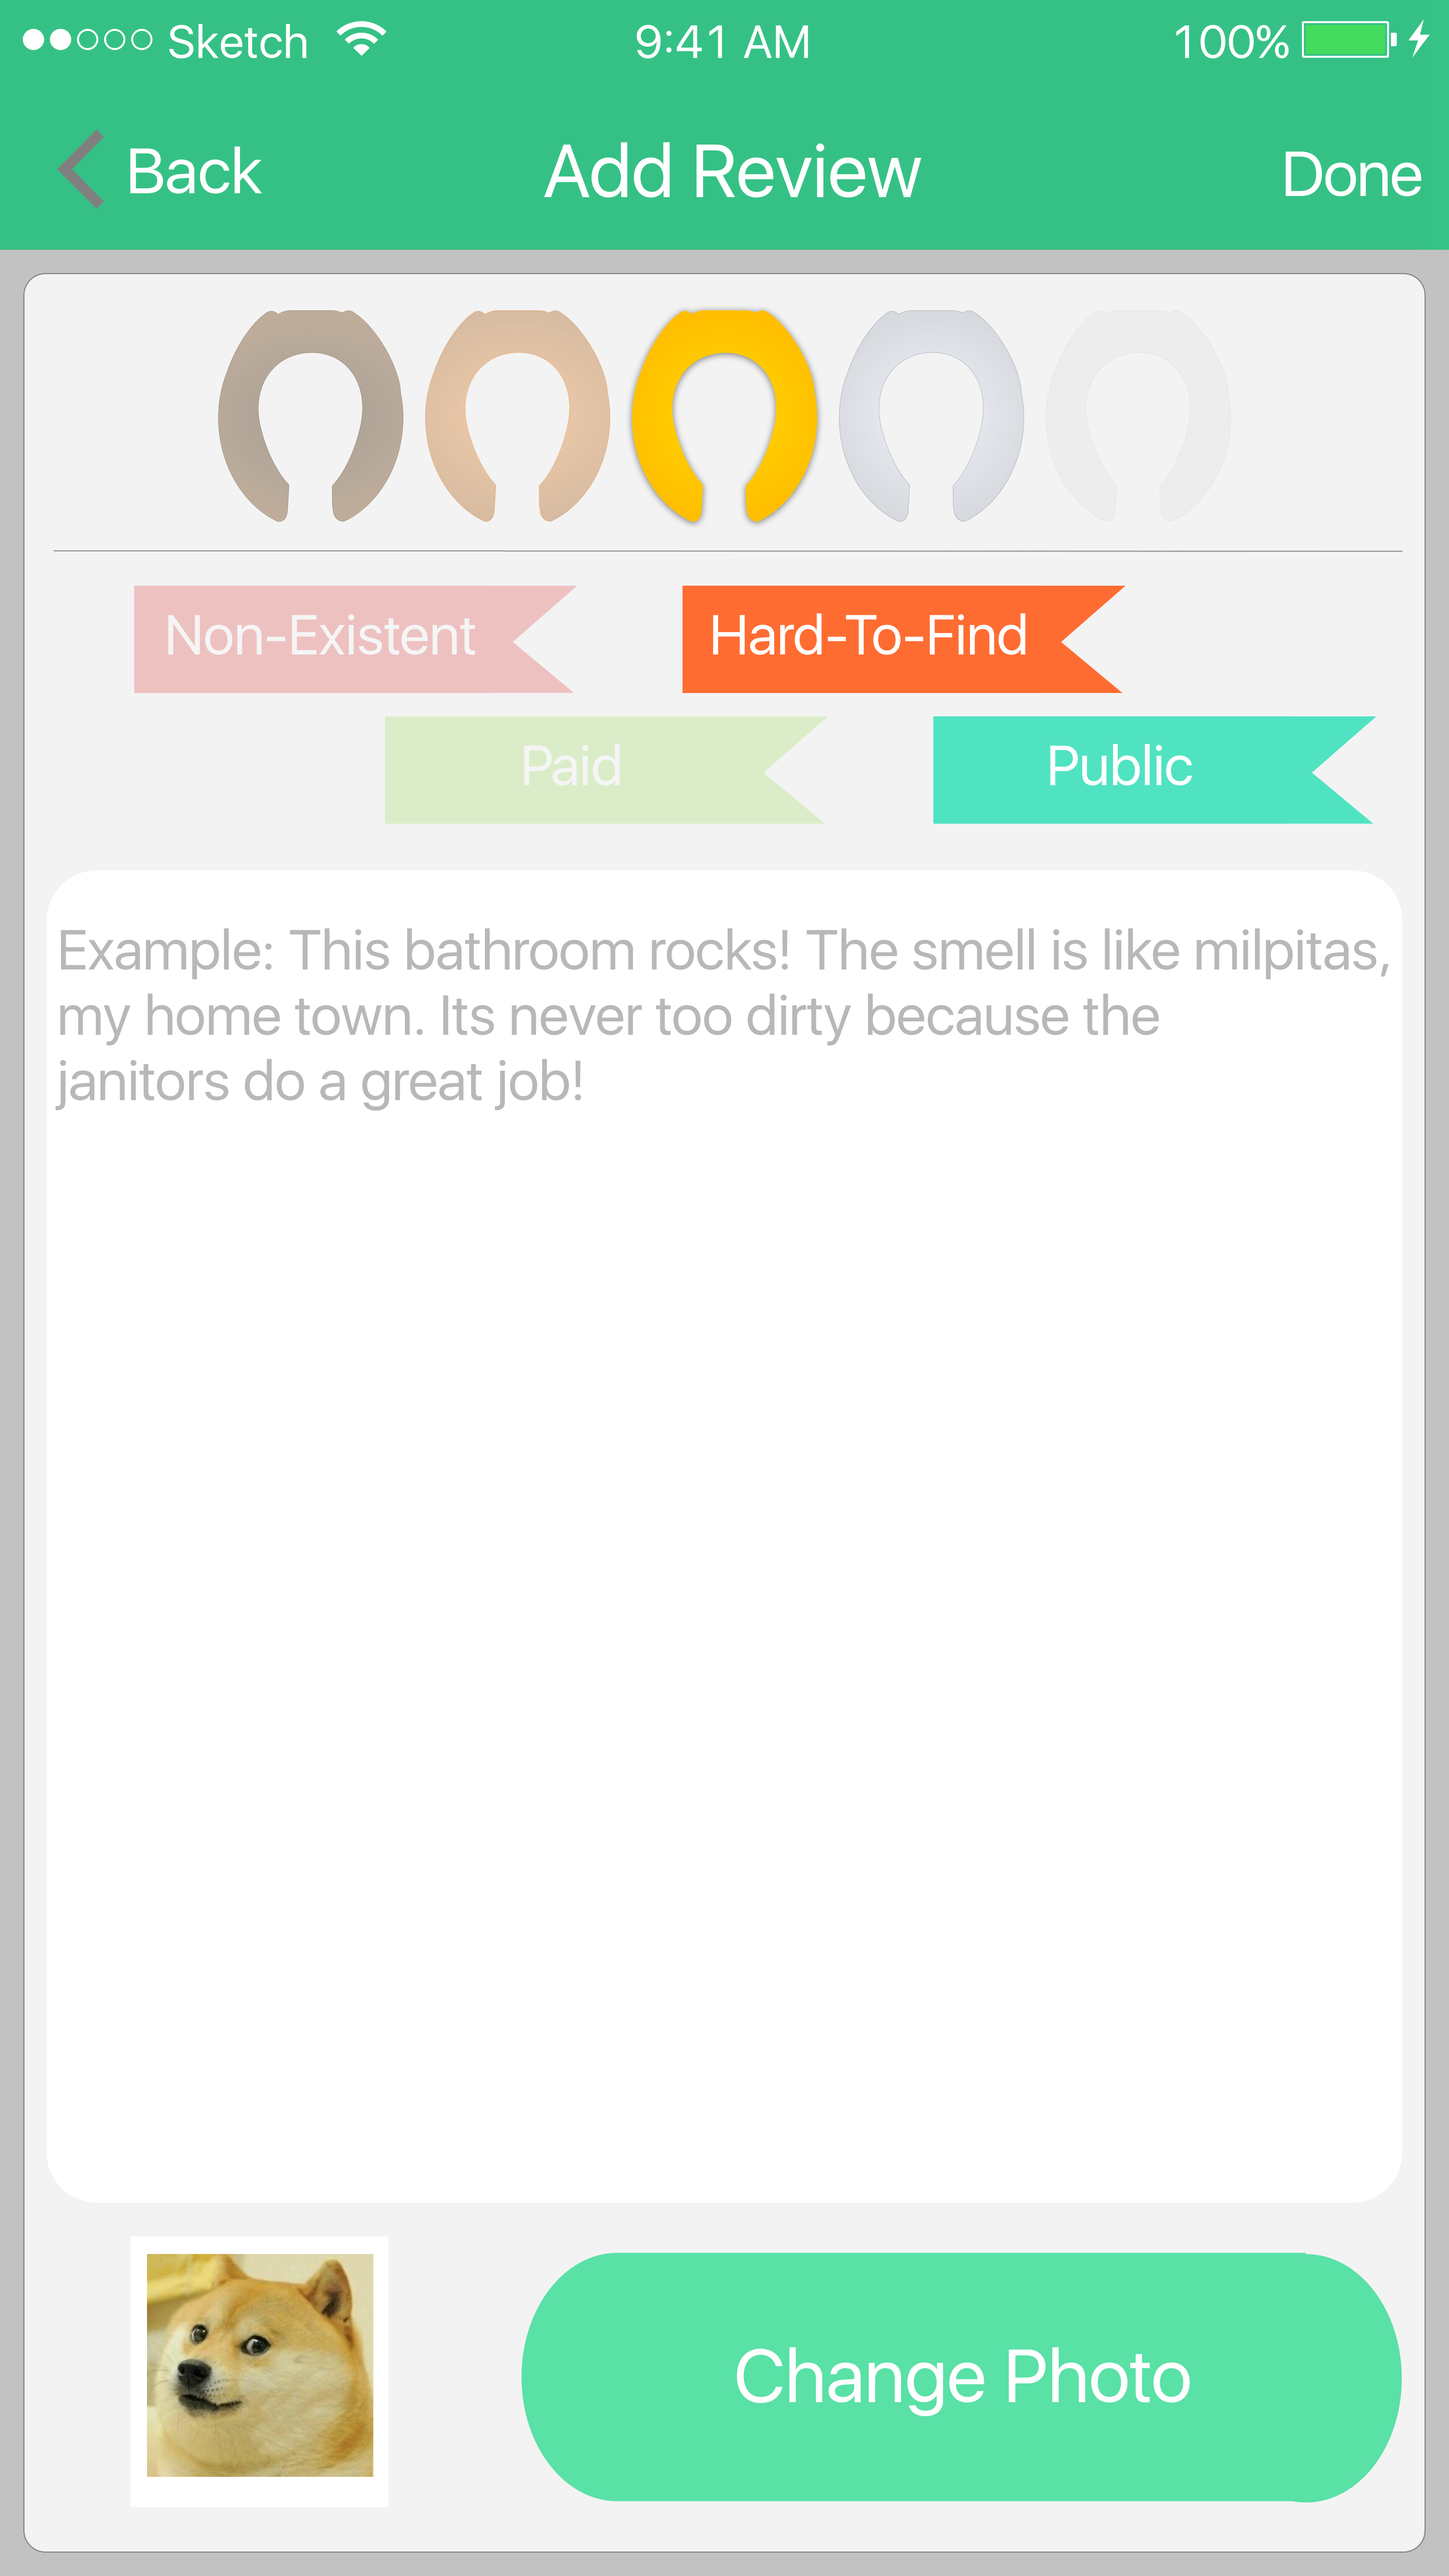 Sketch 9:41 AM 100%
Back Add Review Done
Non-Existent Hard-To-Find
Paid Public
Example: This bathroom rocks! The smell is like milpitas,
my home town. Its never too dirty because the
janitors do a great job!
Change Photo